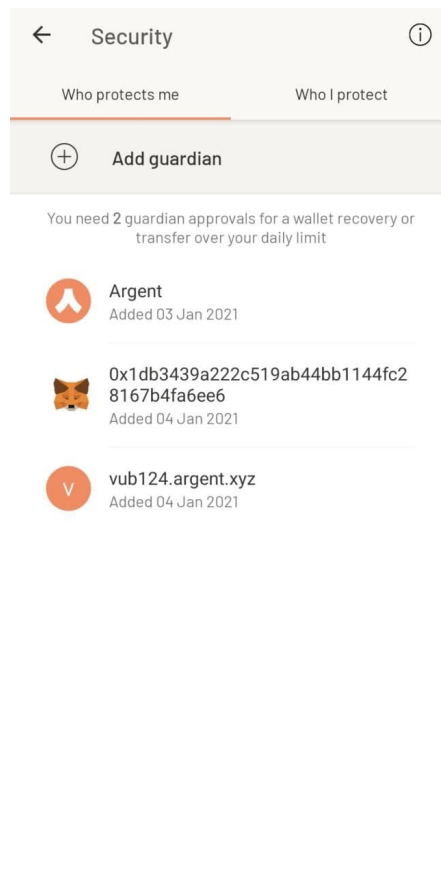 Security
Who protects me
Who I protect
Add guardian
You need 2 guardian approvals for a wallet recovery or
transfer over your daily limit
Argent
Added 03 Jan 2021
0x1db3439a222c519ab44bb1144fc2
8167b4fa6ee6
Added 04 Jan 2021
V
vub124.argent.xyz
Added 04 Jan 2021